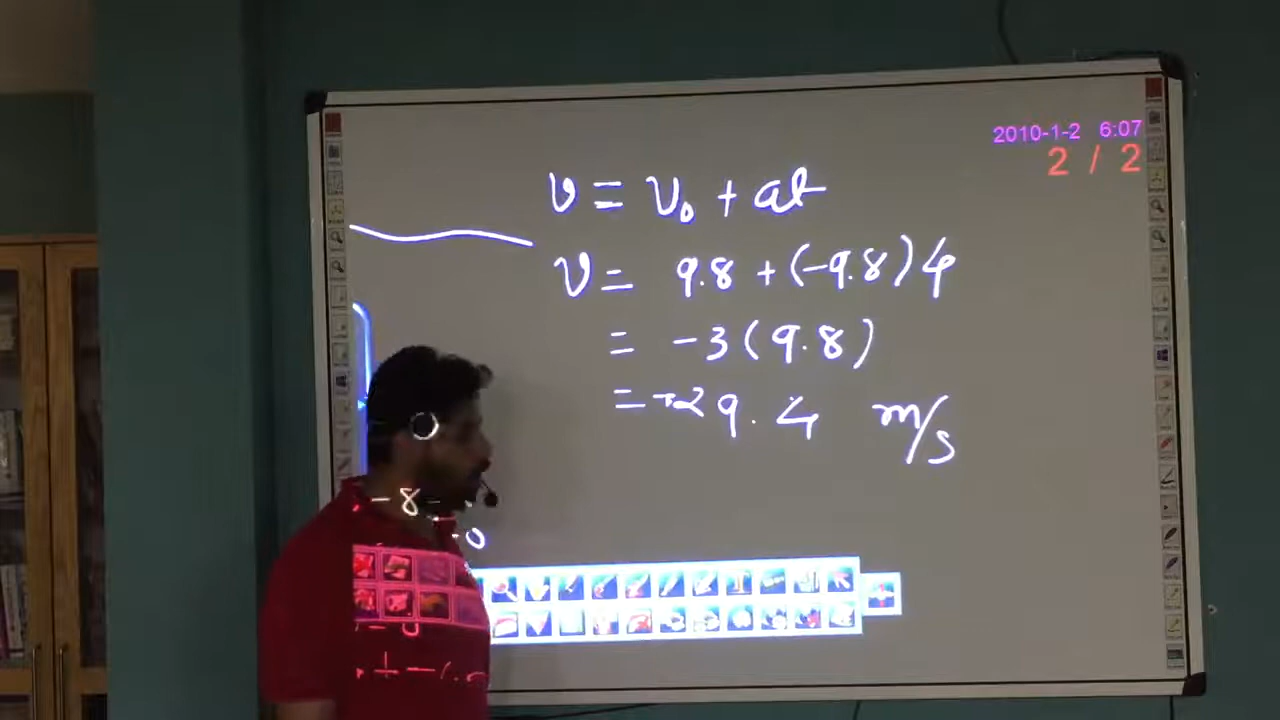 2010-1-2 6:07
2 / 2
v = v₀ + at
v = 9.8 + (-9.8)4
= -3(9.8)
= -29.4 m/s
- 8 -